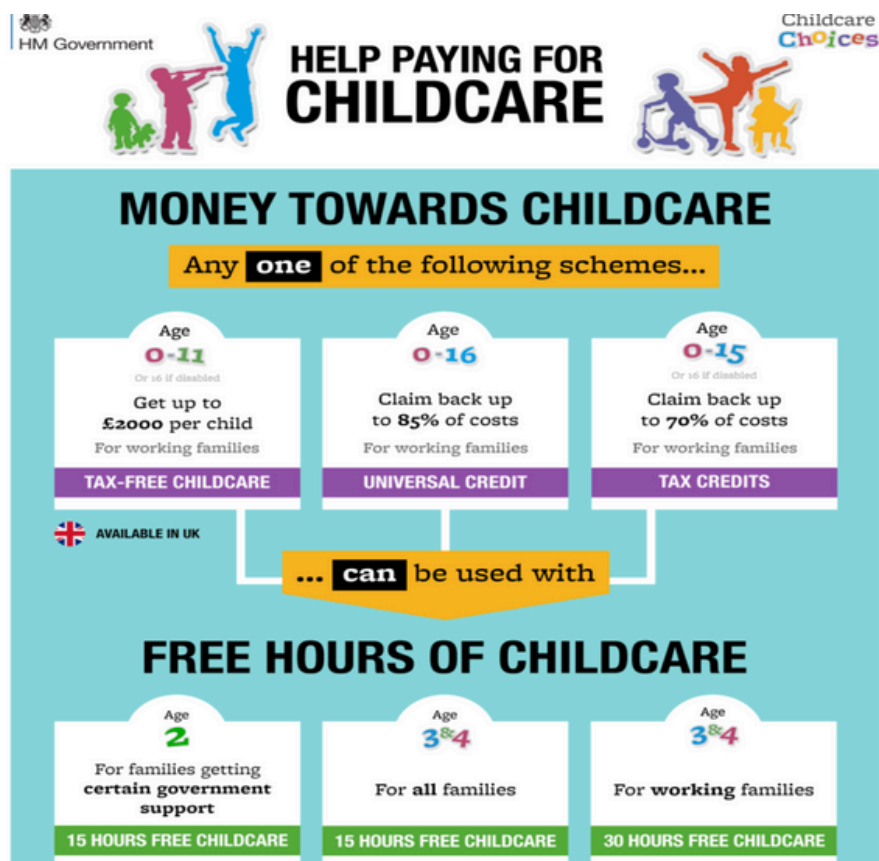 HM Government
Childcare
Choices
HELP PAYING FOR
CHILDCARE
MONEY TOWARDS CHILDCARE
Any one of the following schemes...
Age
0-11
Or 16 if disabled
Get up to
£2000 per child
For working families
TAX-FREE CHILDCARE
Age
0-16
Claim back up
to 85% of costs
For working families
UNIVERSAL CREDIT
Age
0-15
Or 16 if disabled
Claim back up
to 70% of costs
For working families
TAX CREDITS
AVAILABLE IN UK
... can be used with
FREE HOURS OF CHILDCARE
Age
2
For families getting
certain government
support
15 HOURS FREE CHILDCARE
Age
3&4
For all families
15 HOURS FREE CHILDCARE
Age
3&4
For working families
30 HOURS FREE CHILDCARE